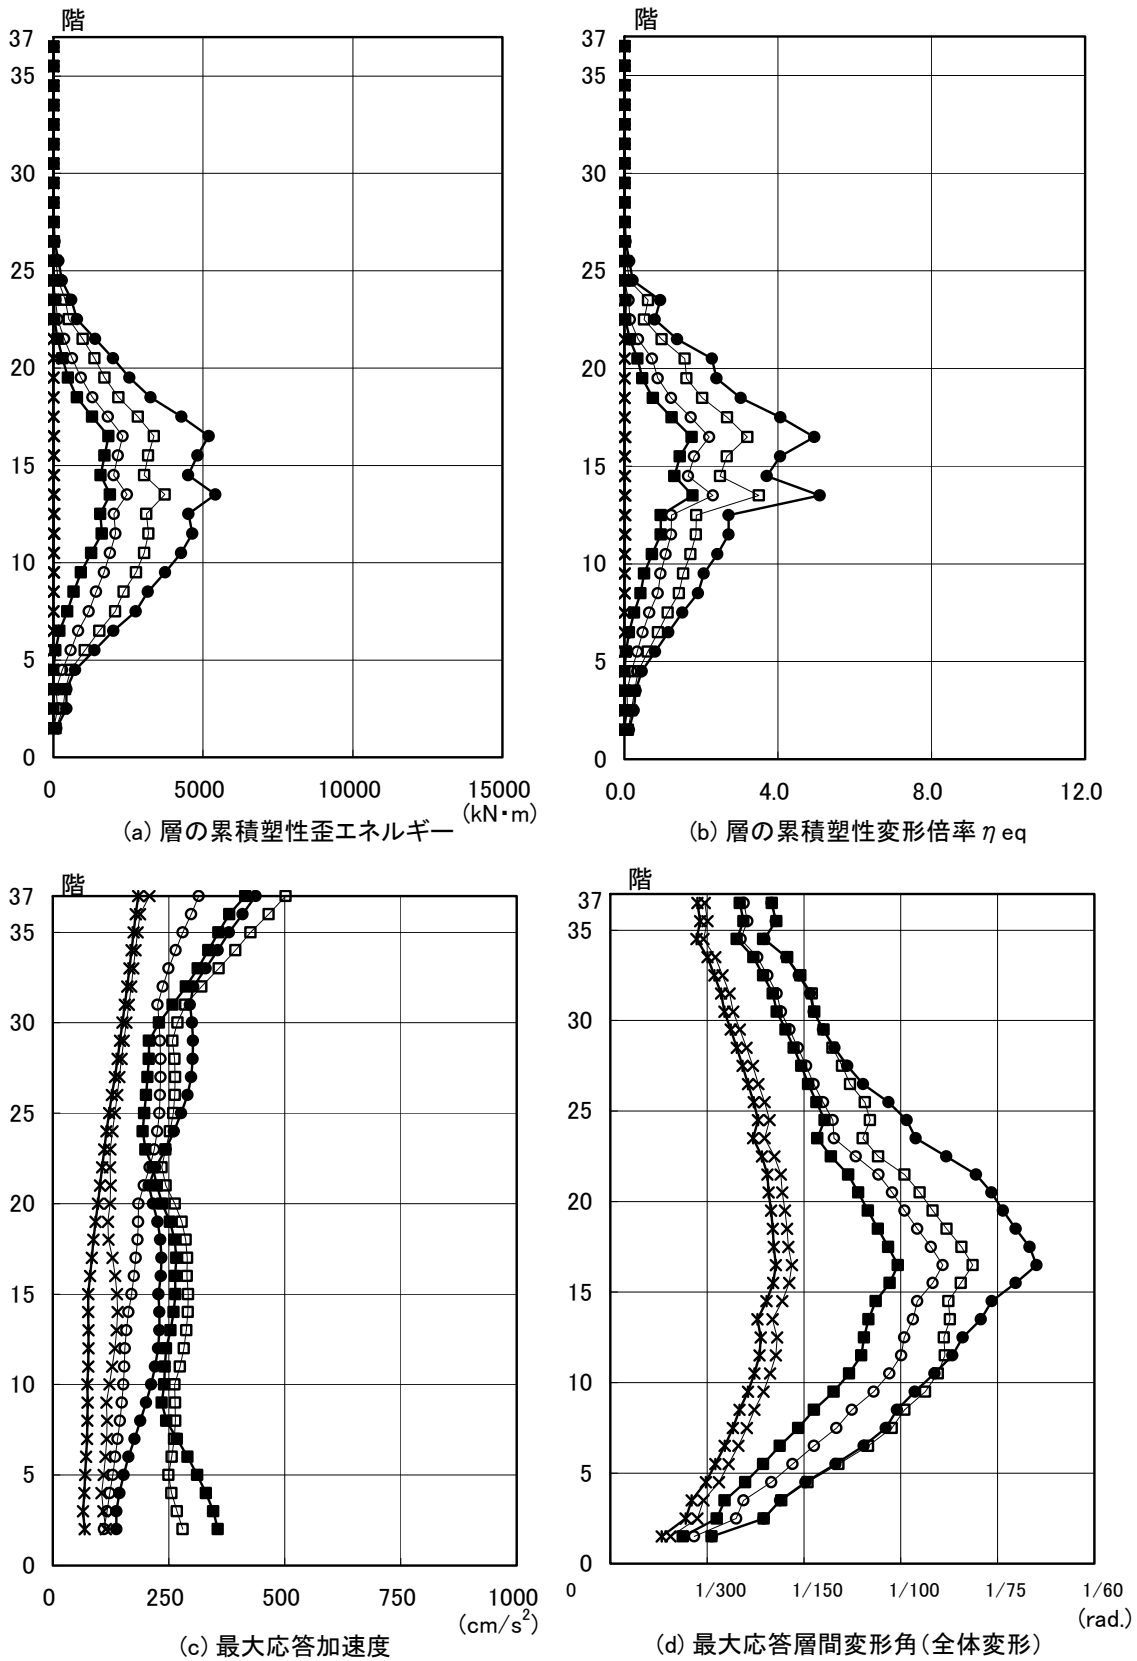 階
37
35
30
25
20
15
10
5
0
0 5000 10000 15000
(kN・m)
(a) 層の累積塑性歪エネルギー
階
37
35
30
25
20
15
10
5
0
0.0 4.0 8.0 12.0
(b) 層の累積塑性変形倍率 η eq
階
37
35
30
25
20
15
10
5
0
0 250 500 750 1000
(cm/s²)
(c) 最大応答加速度
階
37
35
30
25
20
15
10
5
0
0 1/300 1/150 1/100 1/75 1/60
(rad.)
(d) 最大応答層間変形角(全体変形)